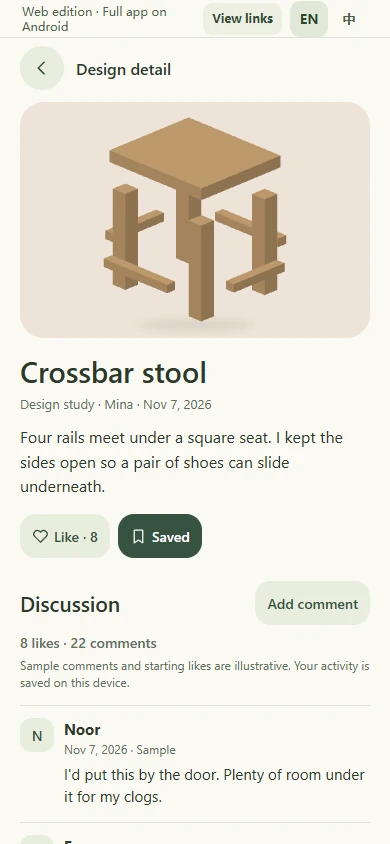 Web edition · Full app on
Android
View links
EN
中
Design detail
Crossbar stool
Design study · Mina · Nov 7, 2026
Four rails meet under a square seat. I kept the
sides open so a pair of shoes can slide
underneath.
Like · 8
Saved
Discussion
Add comment
8 likes · 22 comments
Sample comments and starting likes are illustrative. Your activity is
saved on this device.
N
Noor
Nov 7, 2026 · Sample
I'd put this by the door. Plenty of room under
it for my clogs.